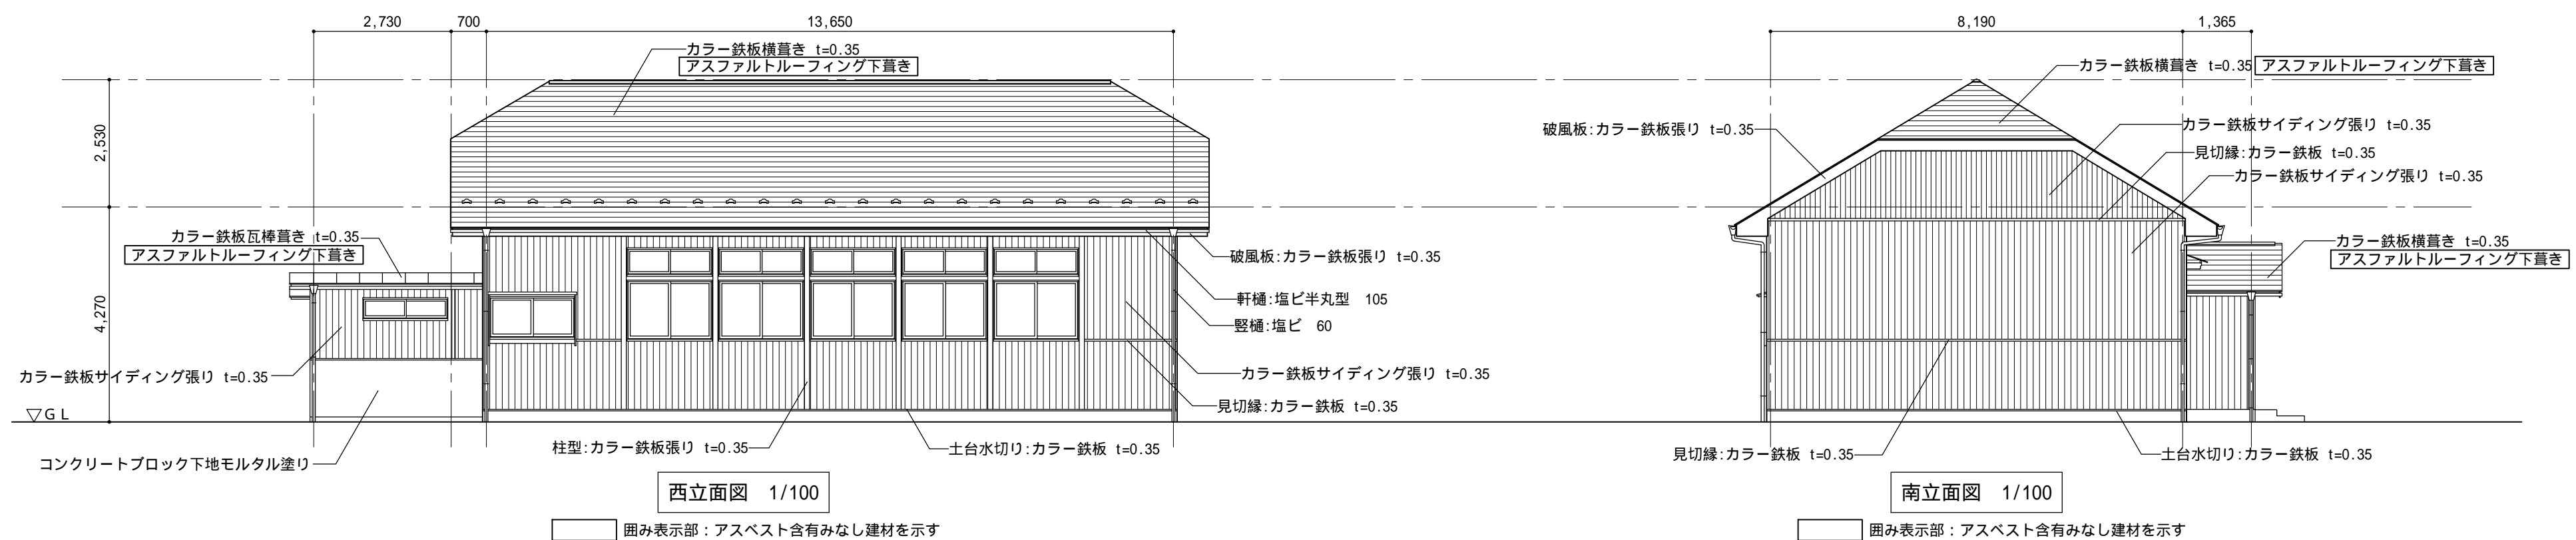 2,730 700 13,650
カラー鉄板横葺き t=0.35
アスファルトルーフィング下葺き
2,530
カラー鉄板瓦棒葺き t=0.35
アスファルトルーフィング下葺き
4,270
破風板:カラー鉄板張り t=0.35
軒樋:塩ビ半丸型 105
竪樋:塩ビ 60
カラー鉄板サイディング張り t=0.35
カラー鉄板サイディング張り t=0.35
見切縁:カラー鉄板 t=0.35
▽GL
柱型:カラー鉄板張り t=0.35
土台水切り:カラー鉄板 t=0.35
コンクリートブロック下地モルタル塗り
西立面図 1/100
囲み表示部：アスベスト含有みなし建材を示す
8,190 1,365
カラー鉄板横葺き t=0.35 アスファルトルーフィング下葺き
破風板:カラー鉄板張り t=0.35
カラー鉄板サイディング張り t=0.35
見切縁:カラー鉄板 t=0.35
カラー鉄板サイディング張り t=0.35
カラー鉄板横葺き t=0.35
アスファルトルーフィング下葺き
見切縁:カラー鉄板 t=0.35
土台水切り:カラー鉄板 t=0.35
南立面図 1/100
囲み表示部：アスベスト含有みなし建材を示す